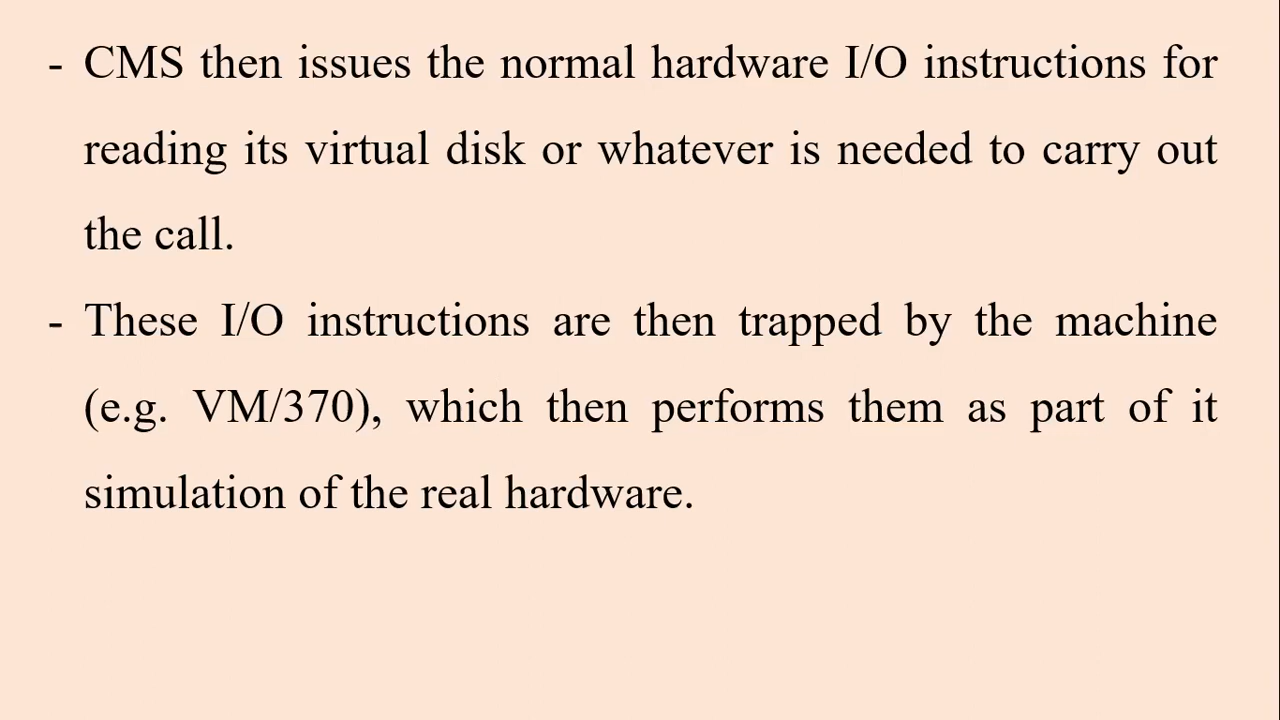 - CMS then issues the normal hardware I/O instructions for
reading its virtual disk or whatever is needed to carry out
the call.
- These I/O instructions are then trapped by the machine
(e.g. VM/370), which then performs them as part of it
simulation of the real hardware.